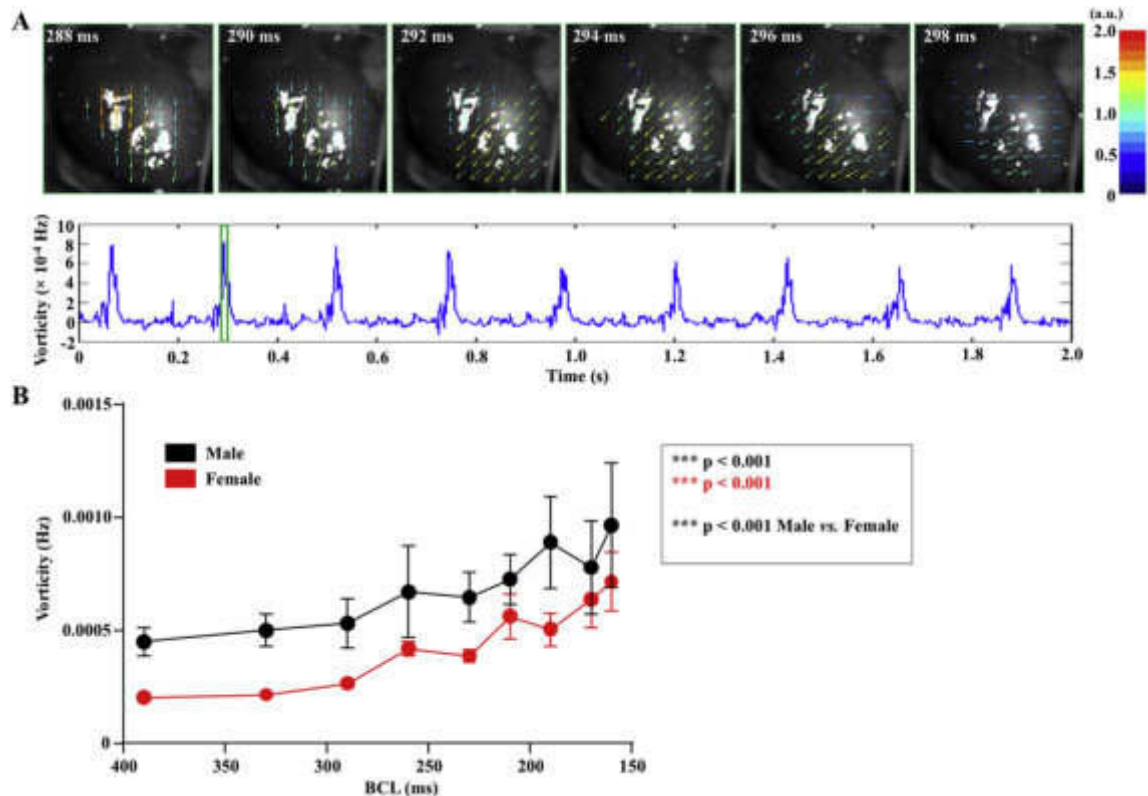 A
288 ms 290 ms 292 ms 294 ms 296 ms 298 ms
(a.u.)
2.0
1.5
1.0
0.5
0
Vorticity (× 10⁻⁴ Hz)
10
8
6
4
2
0
-2
0 0.2 0.4 0.6 0.8 1.0 1.2 1.4 1.6 1.8 2.0
Time (s)
B
Vorticity (Hz)
0.0015
0.0010
0.0005
0
Male
Female
*** p < 0.001
*** p < 0.001
*** p < 0.001 Male vs. Female
400 350 300 250 200 150
BCL (ms)